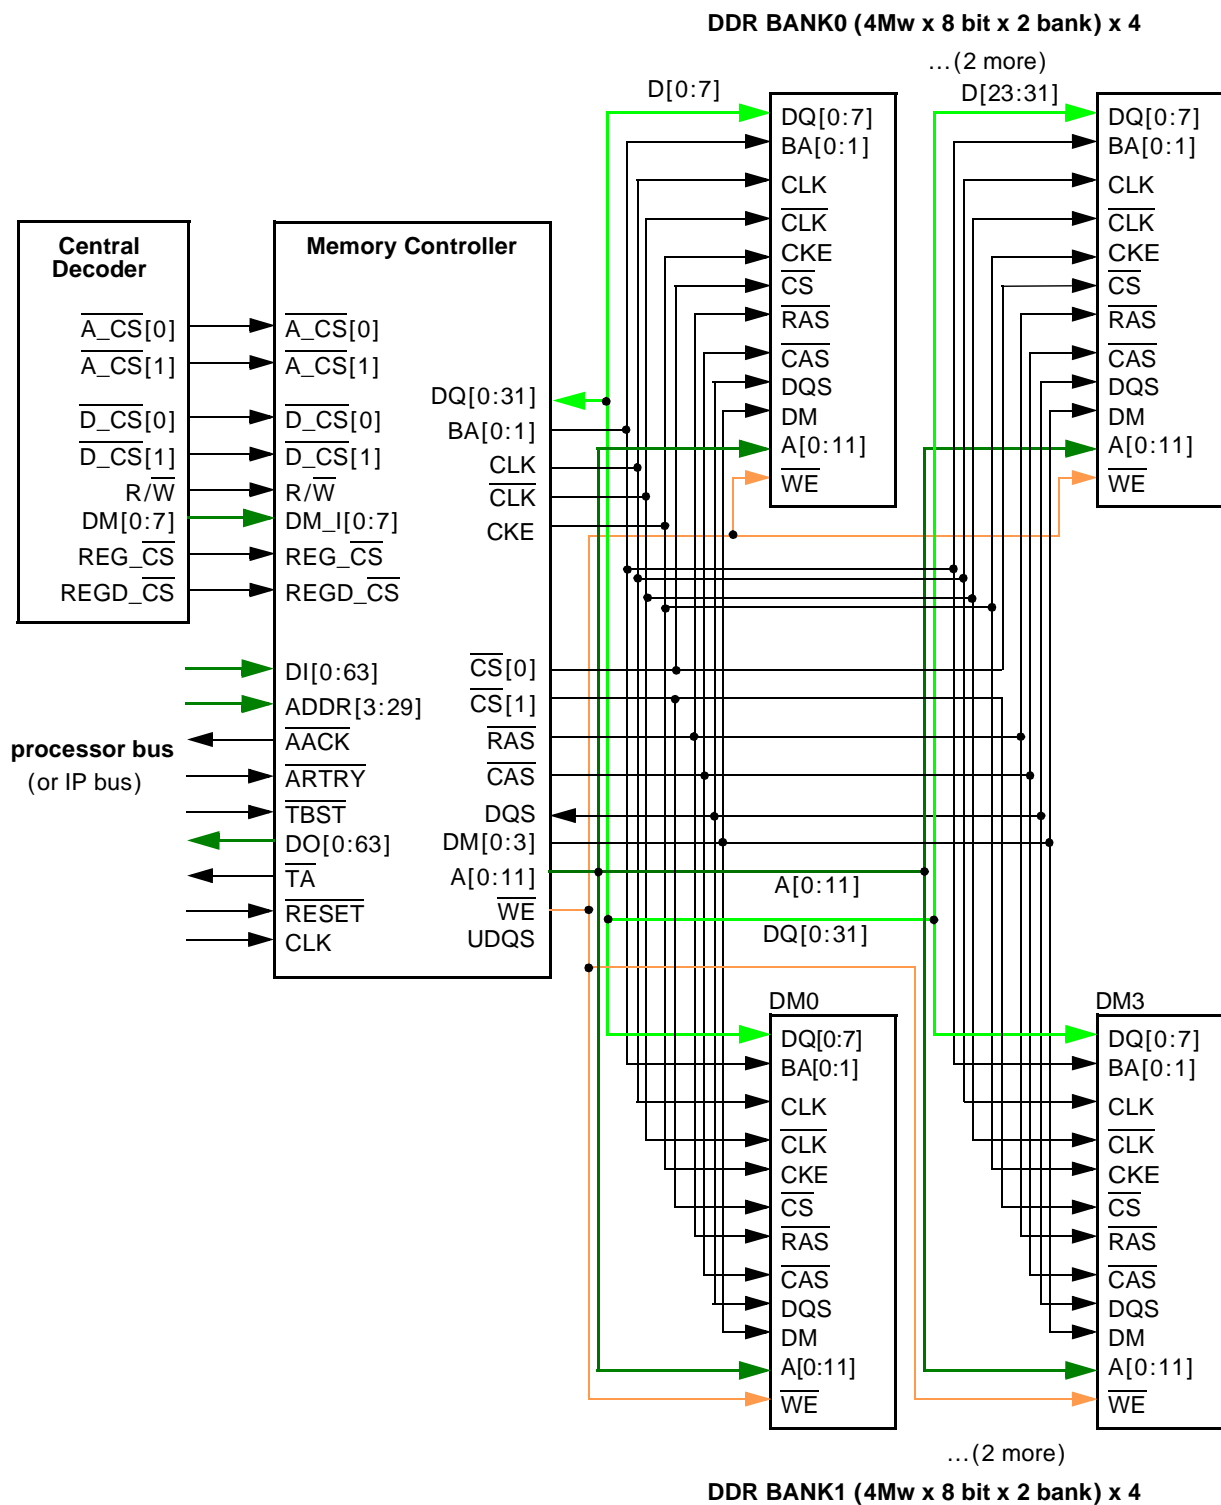 DDR BANK0 (4Mw x 8 bit x 2 bank) x 4
...(2 more)
D[0:7]
D[23:31]
DQ[0:7]
BA[0:1]
CLK
CLK
CKE
CS
RAS
CAS
DQS
DM
A[0:11]
WE
DQ[0:7]
BA[0:1]
CLK
CLK
CKE
CS
RAS
CAS
DQS
DM
A[0:11]
WE
Central
Decoder
A_CS[0]
A_CS[1]
D_CS[0]
D_CS[1]
R/W
DM[0:7]
REG_CS
REGD_CS
Memory Controller
A_CS[0]
A_CS[1]
D_CS[0]
D_CS[1]
R/W
DM_I[0:7]
REG_CS
REGD_CS
DI[0:63]
ADDR[3:29]
AACK
ARTRY
TBST
DO[0:63]
TA
RESET
CLK
DQ[0:31]
BA[0:1]
CLK
CLK
CKE
CS[0]
CS[1]
RAS
CAS
DQS
DM[0:3]
A[0:11]
WE
UDQS
processor bus
(or IP bus)
A[0:11]
DQ[0:31]
DM0
DQ[0:7]
BA[0:1]
CLK
CLK
CKE
CS
RAS
CAS
DQS
DM
A[0:11]
WE
DM3
DQ[0:7]
BA[0:1]
CLK
CLK
CKE
CS
RAS
CAS
DQS
DM
A[0:11]
WE
...(2 more)
DDR BANK1 (4Mw x 8 bit x 2 bank) x 4